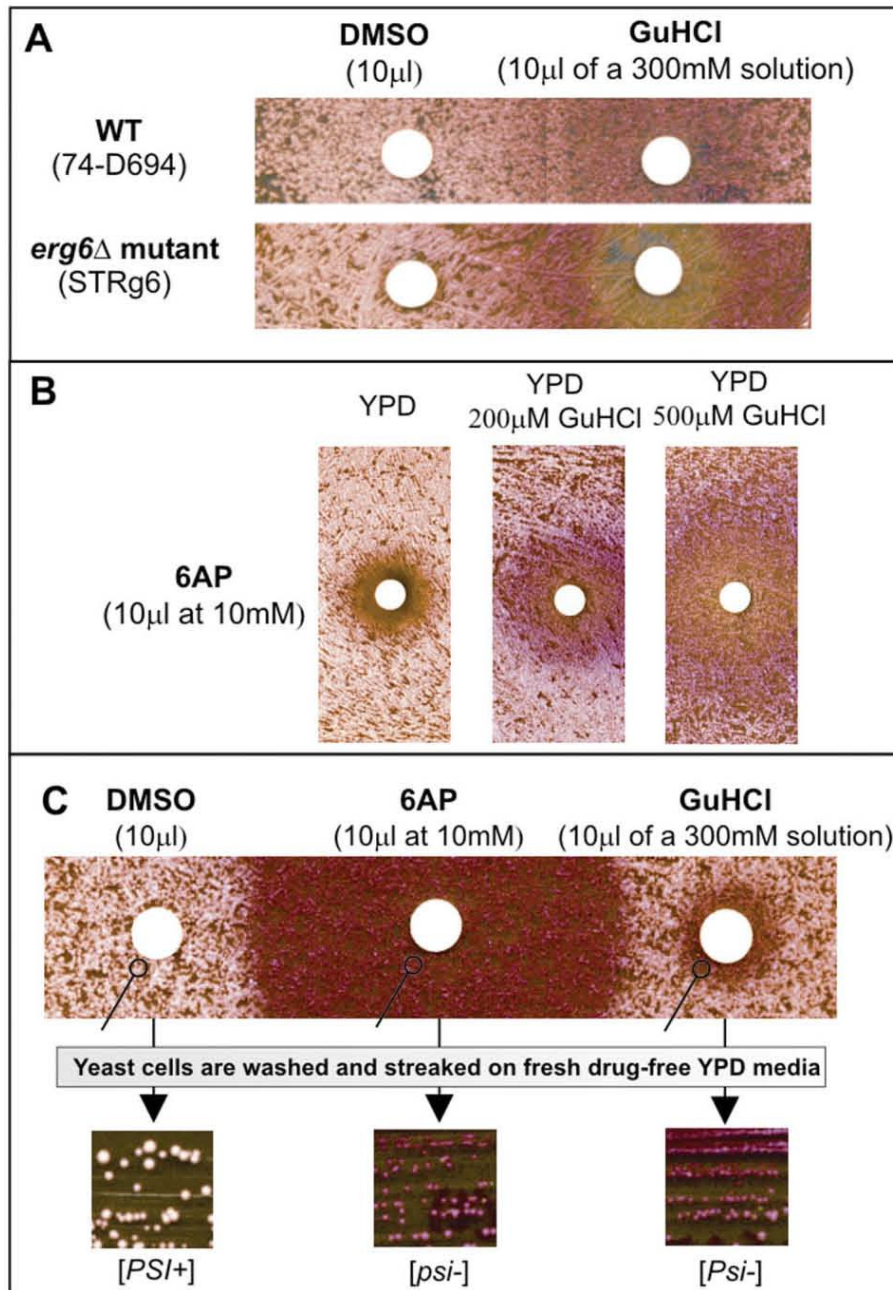 A
DMSO
(10μl)
GuHCl
(10μl of a 300mM solution)
WT
(74-D694)
erg6Δ mutant
(STRg6)
B
YPD
YPD
200μM GuHCl
YPD
500μM GuHCl
6AP
(10μl at 10mM)
C
DMSO
(10μl)
6AP
(10μl at 10mM)
GuHCl
(10μl of a 300mM solution)
Yeast cells are washed and streaked on fresh drug-free YPD media
[PSI+]
[psi-]
[Psi-]